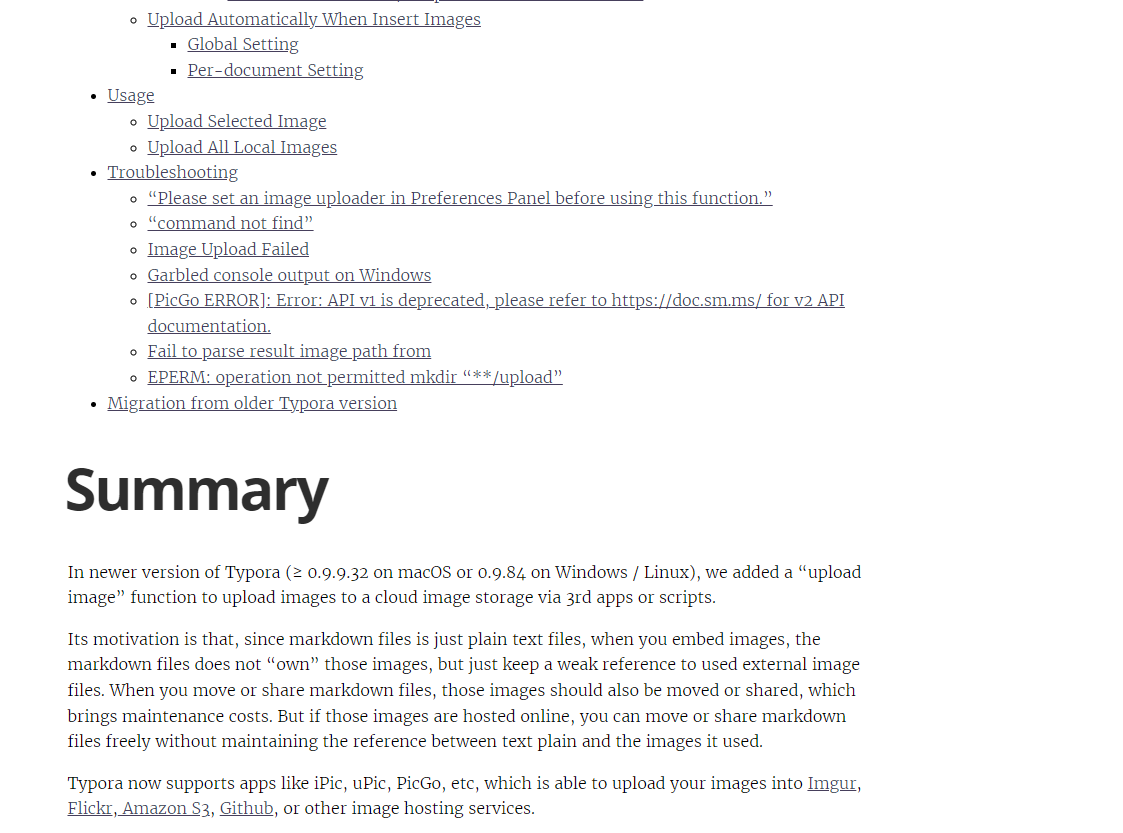 Upload Automatically When Insert Images
Global Setting
Per-document Setting
Usage
Upload Selected Image
Upload All Local Images
Troubleshooting
“Please set an image uploader in Preferences Panel before using this function.”
“command not find”
Image Upload Failed
Garbled console output on Windows
[PicGo ERROR]: Error: API v1 is deprecated, please refer to https://doc.sm.ms/ for v2 API
documentation.
Fail to parse result image path from
EPERM: operation not permitted mkdir “**/upload”
Migration from older Typora version
Summary
In newer version of Typora (≥ 0.9.9.32 on macOS or 0.9.84 on Windows / Linux), we added a “upload
image” function to upload images to a cloud image storage via 3rd apps or scripts.
Its motivation is that, since markdown files is just plain text files, when you embed images, the
markdown files does not “own” those images, but just keep a weak reference to used external image
files. When you move or share markdown files, those images should also be moved or shared, which
brings maintenance costs. But if those images are hosted online, you can move or share markdown
files freely without maintaining the reference between text plain and the images it used.
Typora now supports apps like iPic, uPic, PicGo, etc, which is able to upload your images into Imgur,
Flickr, Amazon S3, Github, or other image hosting services.